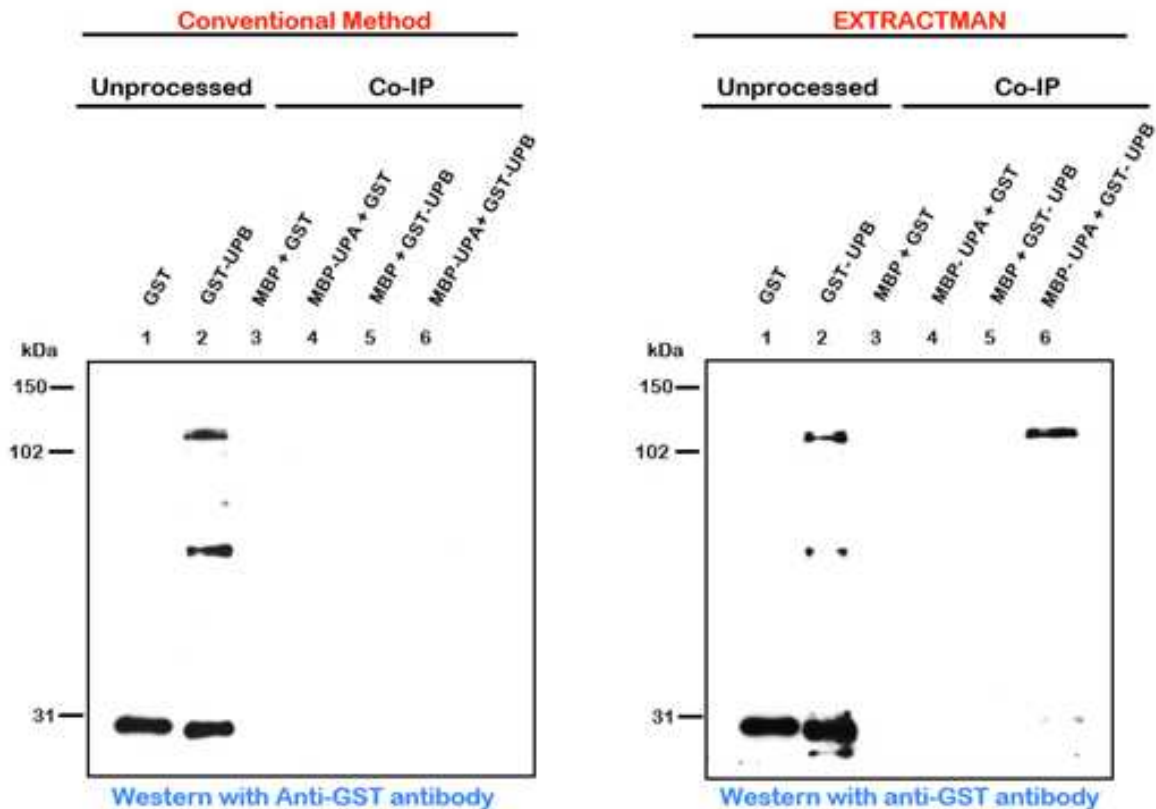 Conventional Method
Unprocessed
Co-IP
GST
GST-UPB
MBP + GST
MBP-UPA + GST
MBP + GST-UPB
MBP-UPA+ GST-UPB
1 2 3 4 5 6
kDa
150
102
31
Western with Anti-GST antibody
EXTRACTMAN
Unprocessed
Co-IP
GST
GST- UPB
MBP + GST
MBP- UPA + GST
MBP + GST- UPB
MBP- UPA + GST- UPB
1 2 3 4 5 6
kDa
150
102
31
Western with anti-GST antibody